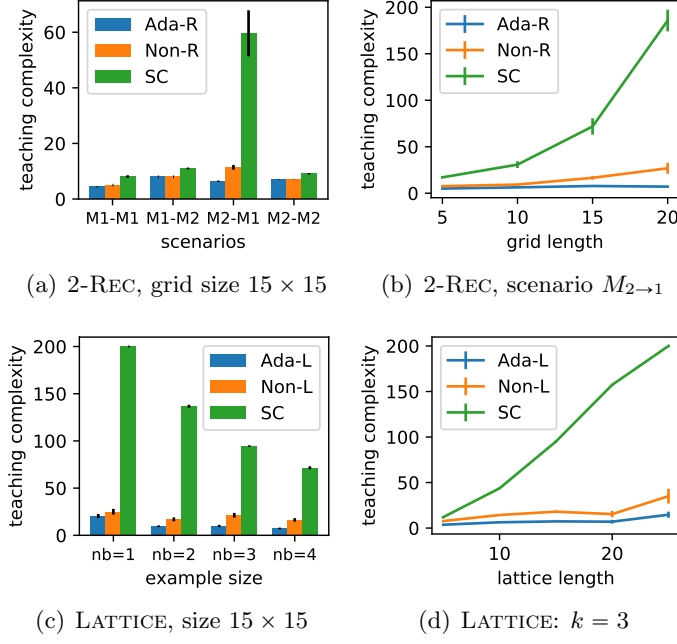 teaching complexity
60
40
20
0
Ada-R
Non-R
SC
M1-M1 M1-M2 M2-M1 M2-M2
scenarios
(a) 2-REC, grid size 15 × 15
teaching complexity
200
150
100
50
0
Ada-R
Non-R
SC
5 10 15 20
grid length
(b) 2-REC, scenario M2→1
teaching complexity
200
150
100
50
0
Ada-L
Non-L
SC
nb=1 nb=2 nb=3 nb=4
example size
(c) LATTICE, size 15 × 15
teaching complexity
200
150
100
50
0
Ada-L
Non-L
SC
10 20
lattice length
(d) LATTICE: k = 3